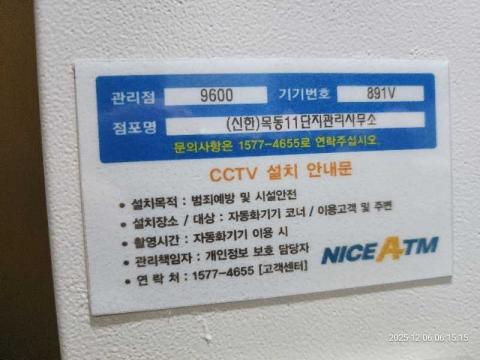 관리점 9600 기기번호 891V
점포명 (신한)목동11단지관리사무소
문의사항은 1577-4655로 연락주십시오.
CCTV 설치 안내문
• 설치목적 : 범죄예방 및 시설안전
• 설치장소 / 대상 : 자동화기기 코너 / 이용고객 및 주변
• 촬영시간 : 자동화기기 이용 시
• 관리책임자 : 개인정보 보호 담당자
• 연 락 처 : 1577-4655 [고객센터]
NICE ATM
2025-12-06 06:15:15